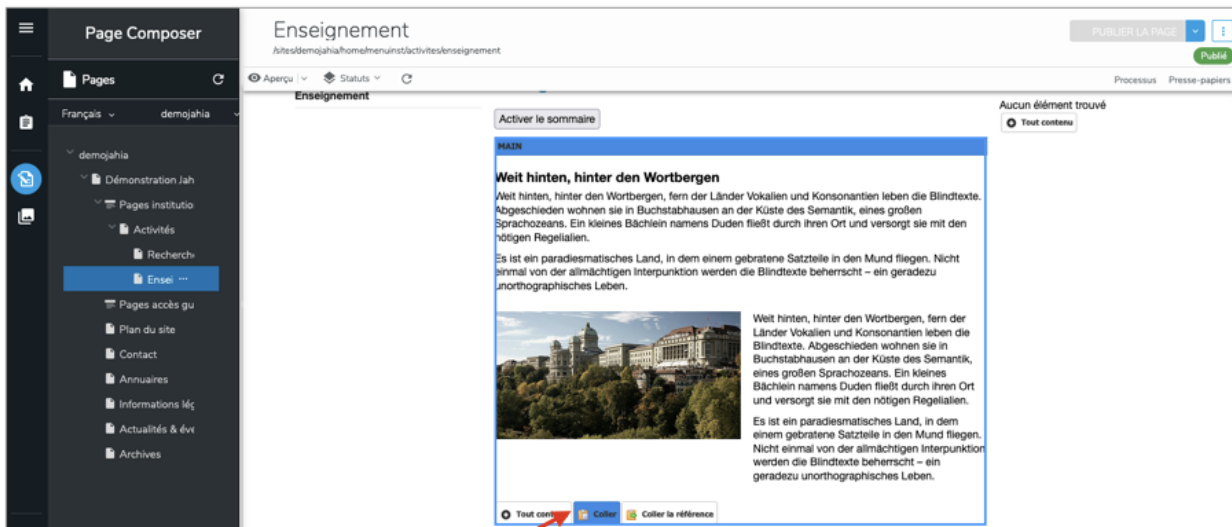 Page Composer
Pages
Français
demojahia
demojahia
Démonstration Jah
Pages institutio
Activités
Recherch
Ensei ···
Pages accès gu
Plan du site
Contact
Annuaires
Informations lég
Actualités & éve
Archives
Enseignement
/sites/demojahia/home/menuinst/activites/enseignement
PUBLIER LA PAGE
Publié
Aperçu
Statuts
Processus
Presse-papiers
Enseignement
Activer le sommaire
MAIN
Weit hinten, hinter den Wortbergen
Weit hinten, hinter den Wortbergen, fern der Länder Vokalien und Konsonantien leben die Blindtexte.
Abgeschieden wohnen sie in Buchstabhausen an der Küste des Semantik, eines großen
Sprachozeans. Ein kleines Bächlein namens Duden fließt durch ihren Ort und versorgt sie mit den
nötigen Regelialien.
Es ist ein paradiesmatisches Land, in dem einem gebratene Satzteile in den Mund fliegen. Nicht
einmal von der allmächtigen Interpunktion werden die Blindtexte beherrscht – ein geradezu
unorthographisches Leben.
Weit hinten, hinter den Wortbergen, fern der
Länder Vokalien und Konsonantien leben die
Blindtexte. Abgeschieden wohnen sie in
Buchstabhausen an der Küste des Semantik,
eines großen Sprachozeans. Ein kleines
Bächlein namens Duden fließt durch ihren Ort
und versorgt sie mit den nötigen Regelialien.
Es ist ein paradiesmatisches Land, in dem
einem gebratene Satzteile in den Mund fliegen.
Nicht einmal von der allmächtigen Interpunktion
werden die Blindtexte beherrscht – ein
geradezu unorthographisches Leben.
Tout conten
Coller
Coller la référence
Aucun élément trouvé
Tout contenu